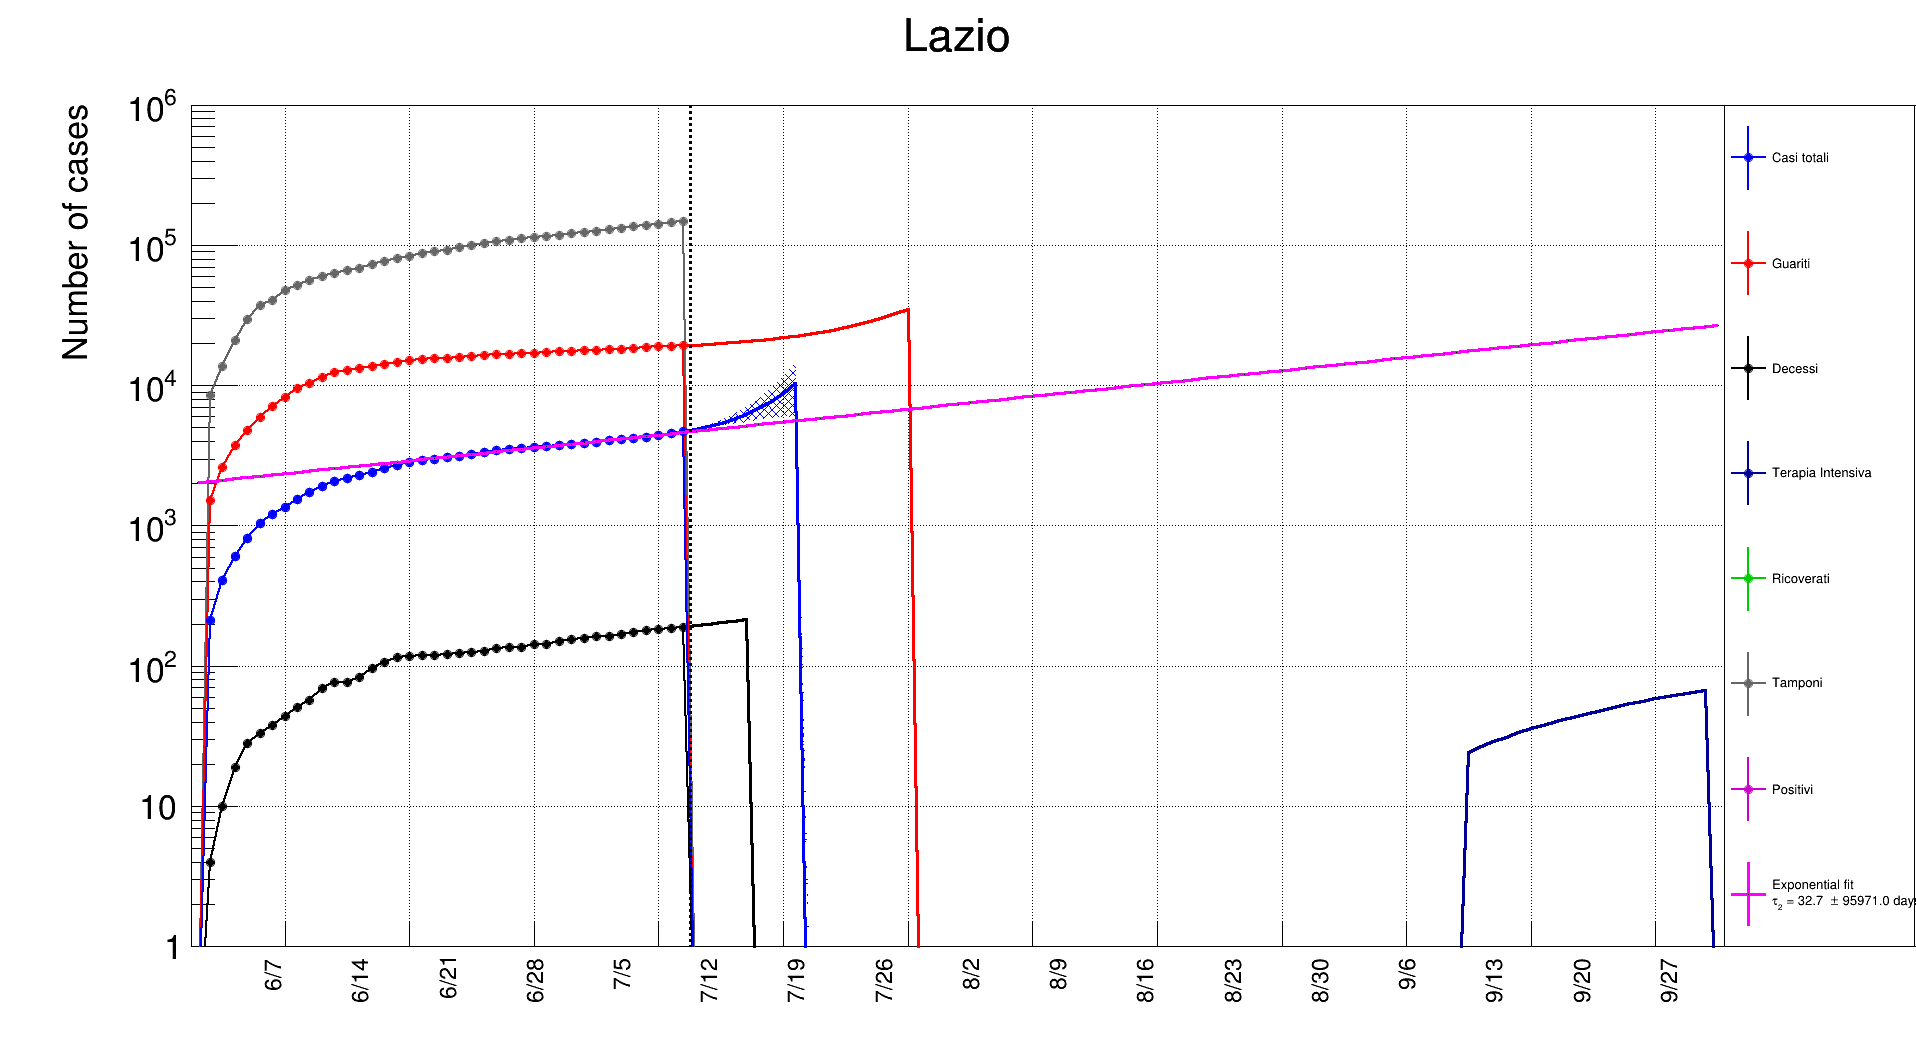 Lazio
Number of cases
10^6
10^5
10^4
10^3
10^2
10
1
6/7
6/14
6/21
6/28
7/5
7/12
7/19
7/26
8/2
8/9
8/16
8/23
8/30
9/6
9/13
9/20
9/27
Casi totali
Guariti
Decessi
Terapia Intensiva
Ricoverati
Tamponi
Positivi
Exponential fit
τ₂ = 32.7 ± 95971.0 days